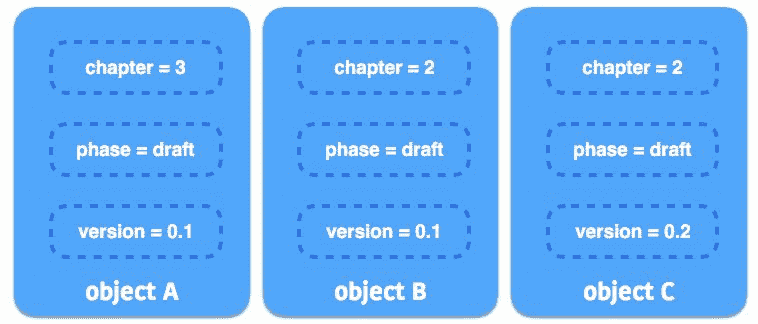 chapter = 3
phase = draft
version = 0.1
object A
chapter = 2
phase = draft
version = 0.1
object B
chapter = 2
phase = draft
version = 0.2
object C